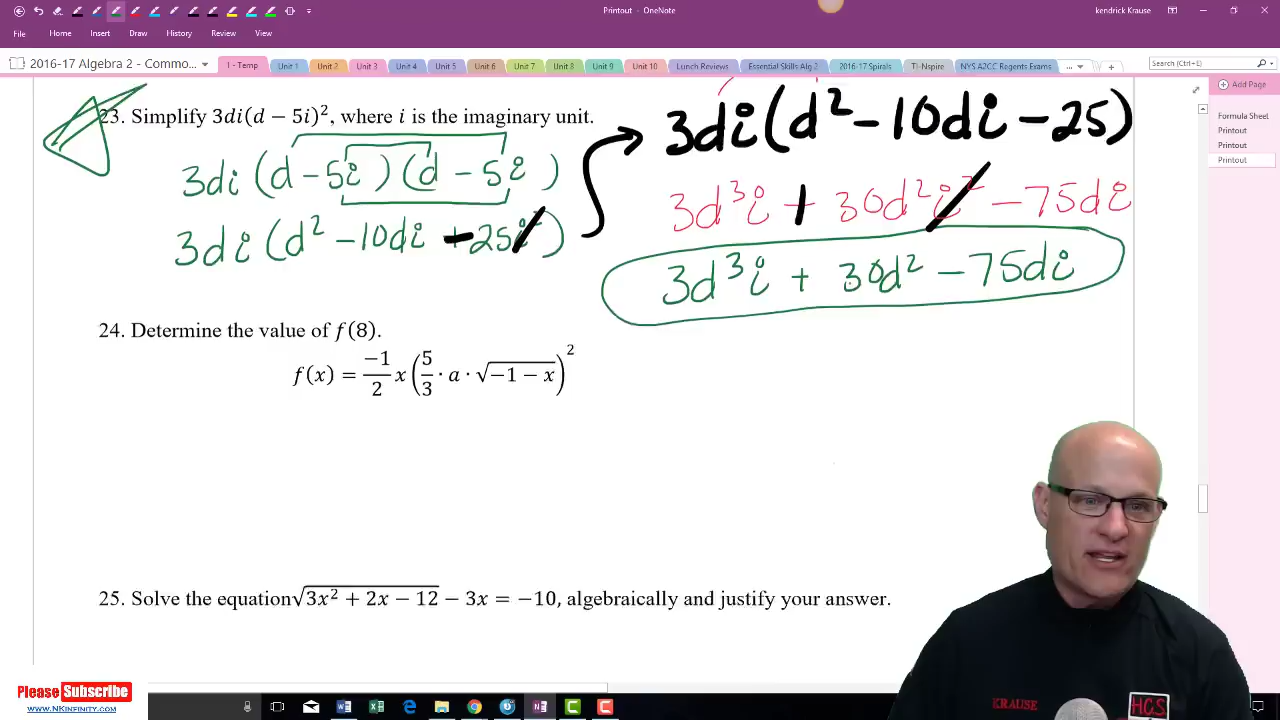 Printout - OneNote
kendrick Krause
File Home Insert Draw History Review View
2016-17 Algebra 2 - Commo...
I - Temp Unit 1 Unit 2 Unit 3 Unit 4 Unit 5 Unit 6 Unit 7 Unit 8 Unit 9 Unit 10 Lunch Reviews Essential Skills Alg 2 2016-17 Spirals TI-Nspire NYS A2CC Regents Exams ...
Search (Ctrl+E)
Add Page
Formula Sheet
Printout
Printout
Printout
23. Simplify 3di(d − 5i)², where i is the imaginary unit.
3di (d − 5i)(d − 5i)
3di (d² − 10di − 25i²)
3di(d² − 10di − 25)
3d³i + 30d²i² − 75di
3d³i + 30d² − 75di
24. Determine the value of f(8).
f(x) = −1/2 x (5/3 · a · √(−1 − x))²
25. Solve the equation √(3x² + 2x − 12) − 3x = −10, algebraically and justify your answer.
KRAUSE
H.C.S
Please Subscribe
WWW.NKINFINITY.COM